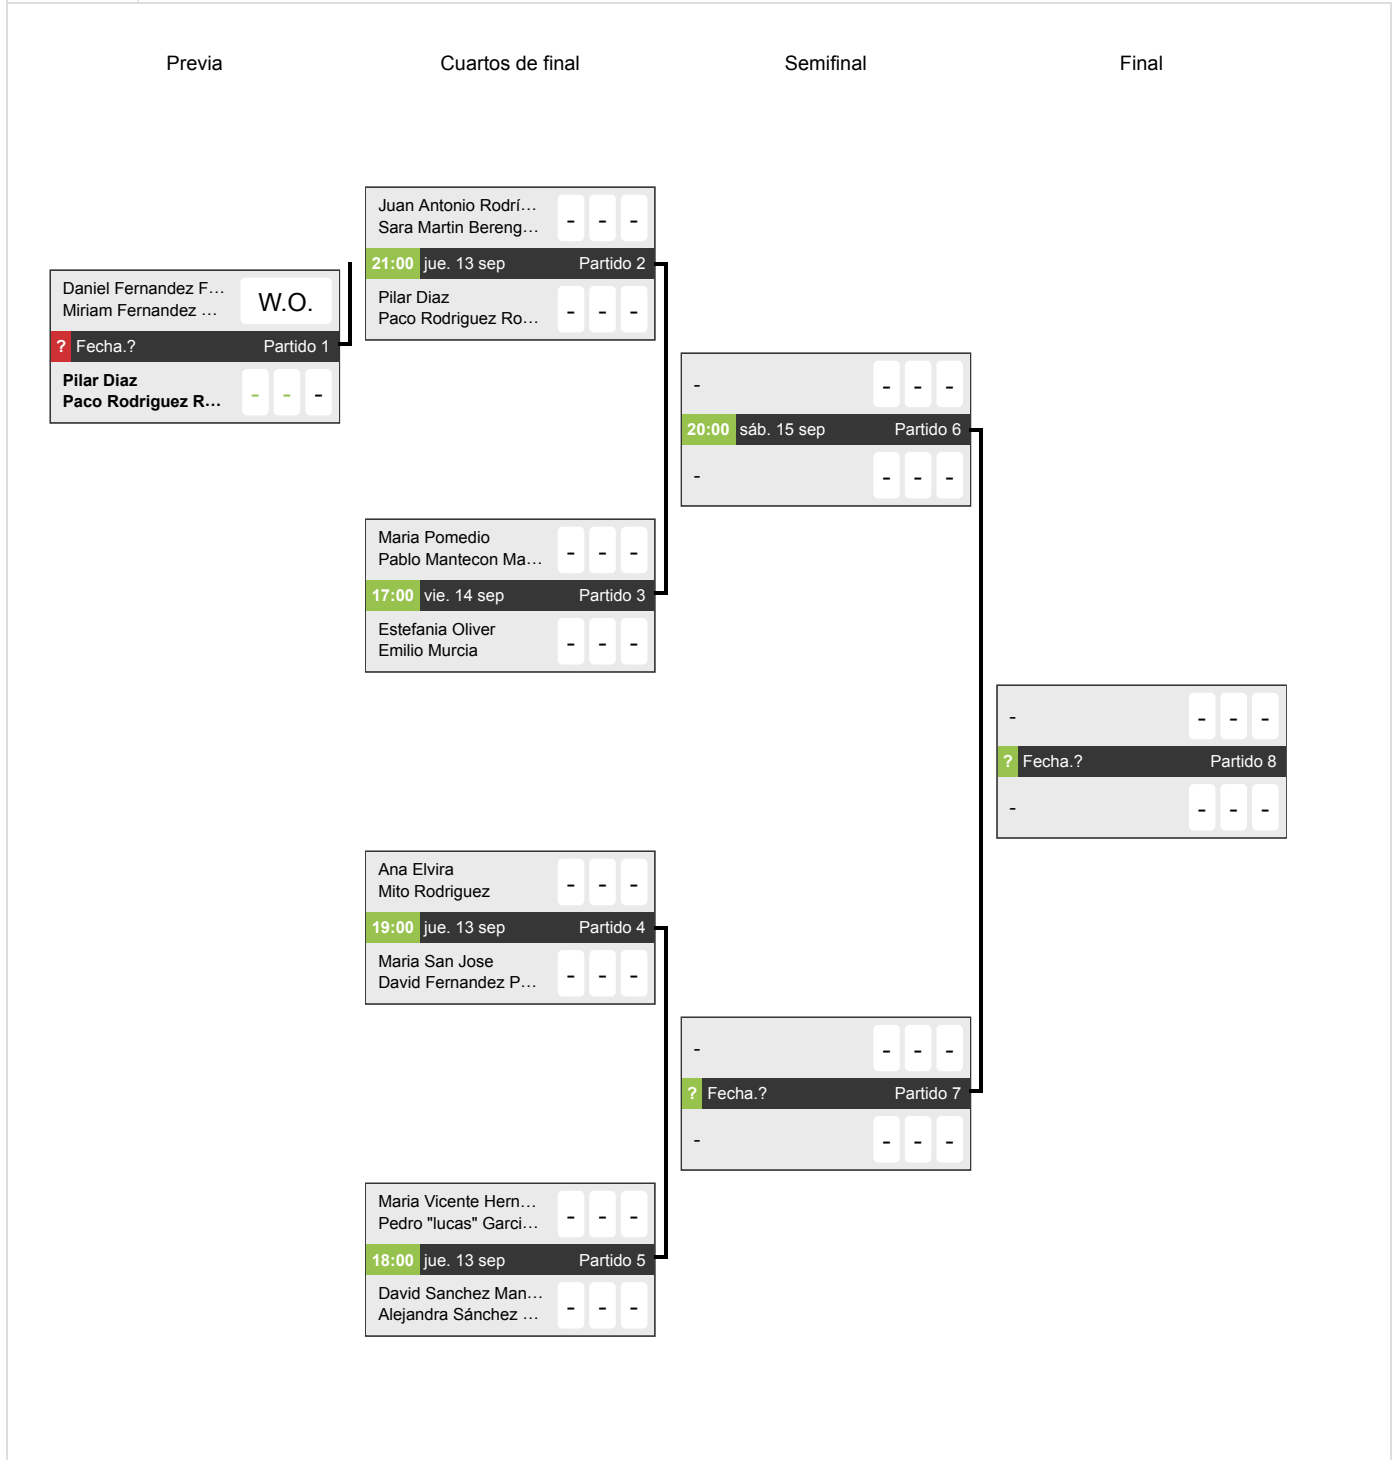 Previa
Cuartos de final
Semifinal
Final
Daniel Fernandez F…
Miriam Fernandez …
W.O.
? Fecha.? Partido 1
Pilar Diaz
Paco Rodriguez R…
- - -
Juan Antonio Rodrí…
Sara Martin Bereng…
- - -
21:00 jue. 13 sep Partido 2
Pilar Diaz
Paco Rodriguez Ro…
- - -
Maria Pomedio
Pablo Mantecon Ma…
- - -
17:00 vie. 14 sep Partido 3
Estefania Oliver
Emilio Murcia
- - -
Ana Elvira
Mito Rodriguez
- - -
19:00 jue. 13 sep Partido 4
Maria San Jose
David Fernandez P…
- - -
Maria Vicente Hern…
Pedro "lucas" Garci…
- - -
18:00 jue. 13 sep Partido 5
David Sanchez Man…
Alejandra Sánchez …
- - -
- - - -
20:00 sáb. 15 sep Partido 6
- - - -
- - - -
? Fecha.? Partido 7
- - - -
- - - -
? Fecha.? Partido 8
- - - -